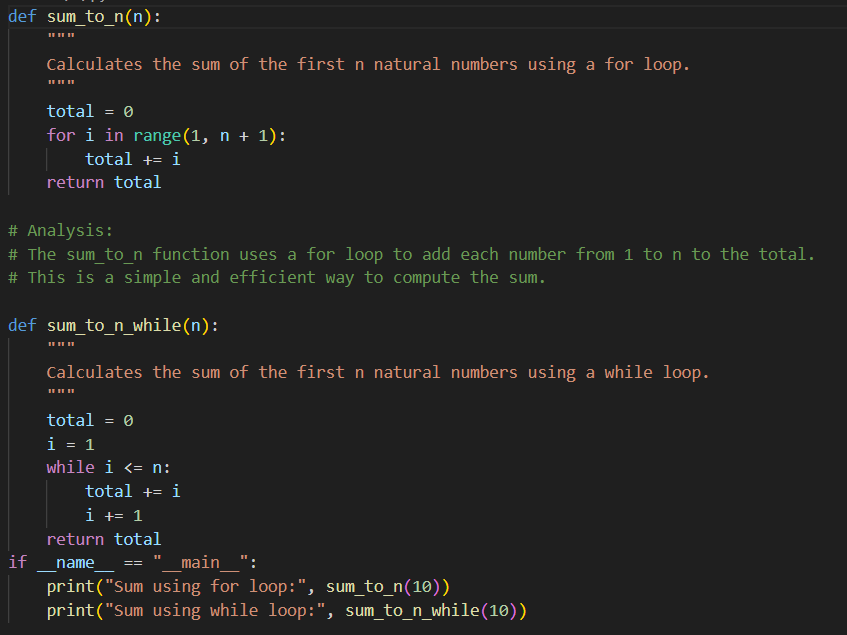 def sum_to_n(n):
    """
    Calculates the sum of the first n natural numbers using a for loop.
    """
    total = 0
    for i in range(1, n + 1):
        total += i
    return total

# Analysis:
# The sum_to_n function uses a for loop to add each number from 1 to n to the total.
# This is a simple and efficient way to compute the sum.

def sum_to_n_while(n):
    """
    Calculates the sum of the first n natural numbers using a while loop.
    """
    total = 0
    i = 1
    while i <= n:
        total += i
        i += 1
    return total
if __name__ == "__main__":
    print("Sum using for loop:", sum_to_n(10))
    print("Sum using while loop:", sum_to_n_while(10))